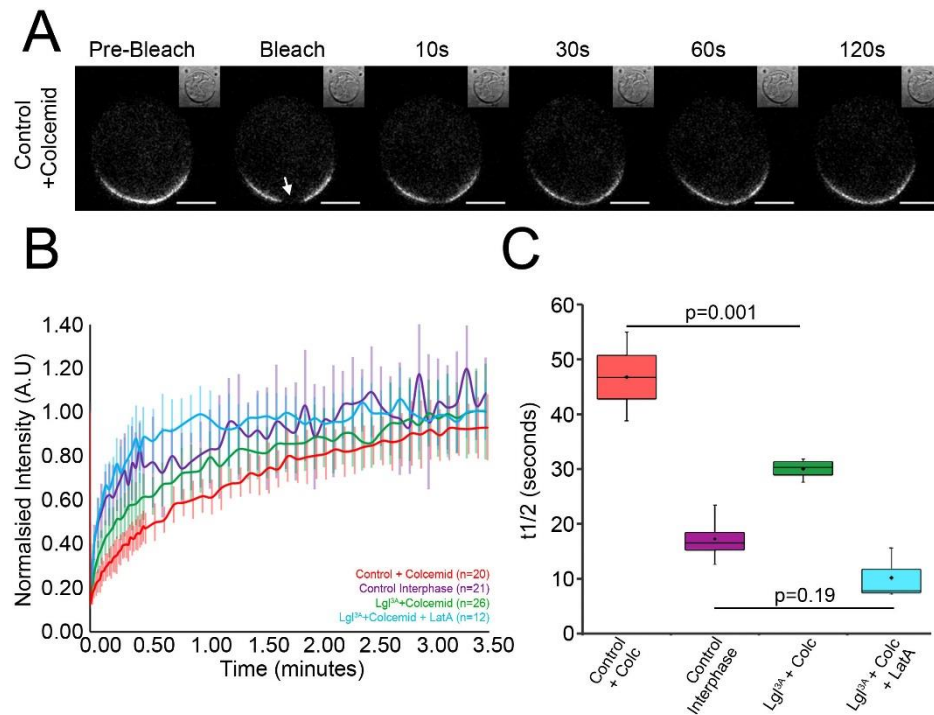 A
Pre-Bleach Bleach 10s 30s 60s 120s
Control
+Colcemid
B
Normalsied Intensity (A.U)
1.40
1.20
1.00
0.80
0.60
0.40
0.20
0.00
Control + Colcemid (n=20)
Control Interphase (n=21)
Lgl3A+Colcemid (n=26)
Lgl3A+Colcemid + LatA (n=12)
0.00 0.50 1.00 1.50 2.00 2.50 3.00 3.50
Time (minutes)
C
t1/2 (seconds)
60
50
40
30
20
10
0
p=0.001
p=0.19
Control
+ Colc
Control
Interphase
Lgl3A + Colc
Lgl3A + Colc
+ LatA